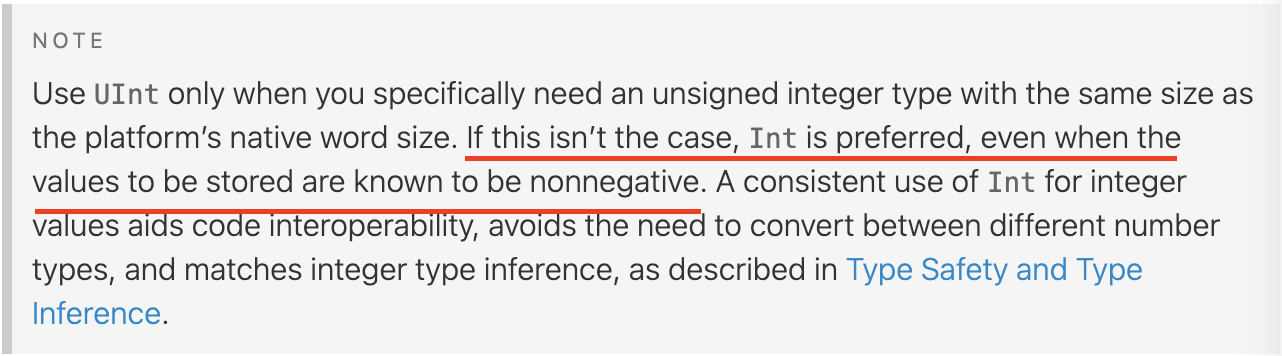 NOTE
Use UInt only when you specifically need an unsigned integer type with the same size as
the platform’s native word size. If this isn’t the case, Int is preferred, even when the
values to be stored are known to be nonnegative. A consistent use of Int for integer
values aids code interoperability, avoids the need to convert between different number
types, and matches integer type inference, as described in Type Safety and Type
Inference.